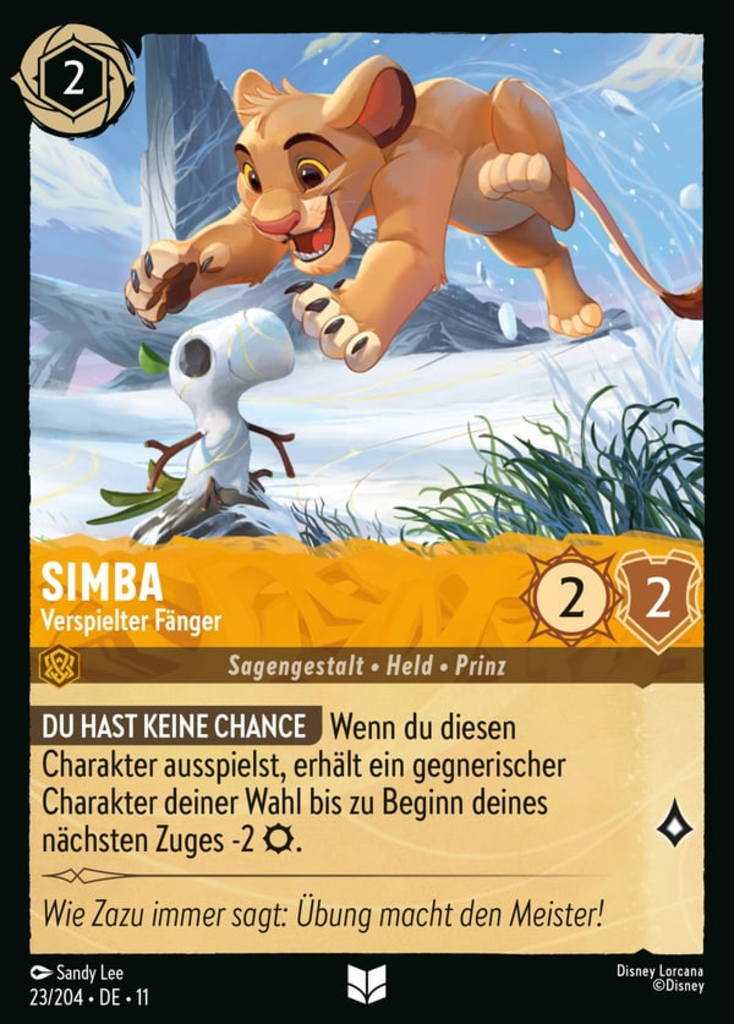 2
SIMBA
Verspielter Fänger
2
2
Sagengestalt • Held • Prinz
DU HAST KEINE CHANCE Wenn du diesen
Charakter ausspielst, erhält ein gegnerischer
Charakter deiner Wahl bis zu Beginn deines
nächsten Zuges -2 .
Wie Zazu immer sagt: Übung macht den Meister!
Sandy Lee
23/204 • DE • 11
Disney Lorcana
©Disney